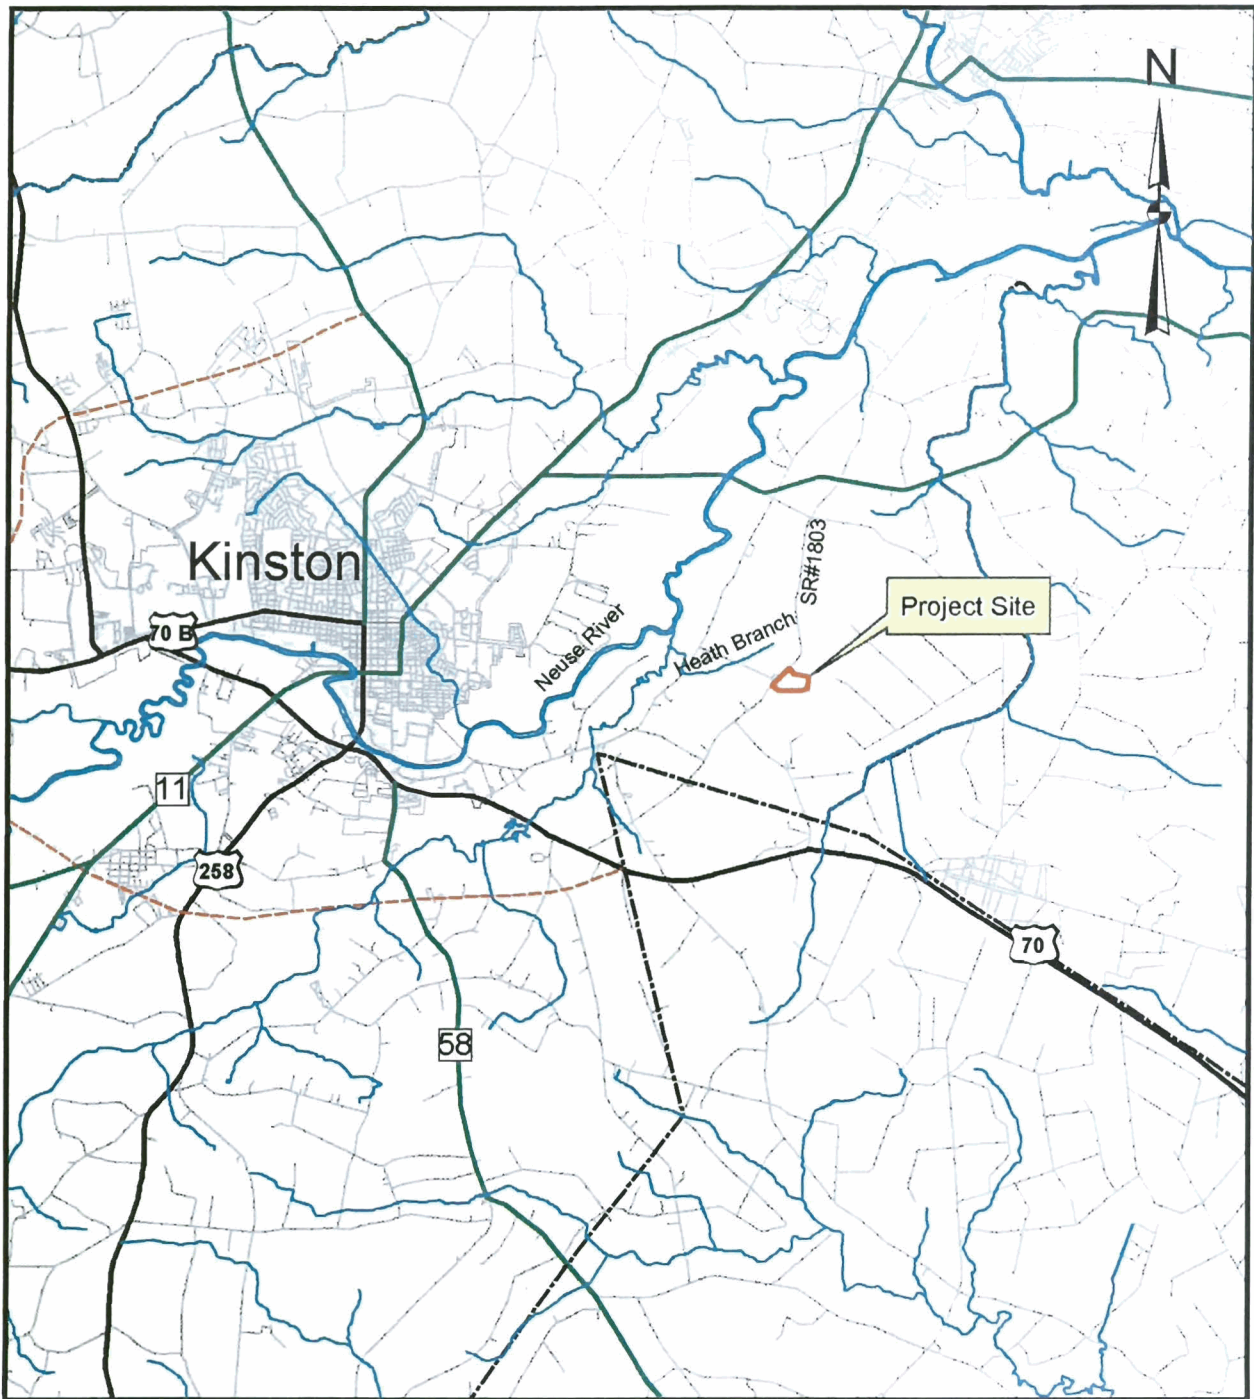 N
Kinston
70 B
SR#1803
Project Site
Neuse River
Heath Branch
11
258
70
58